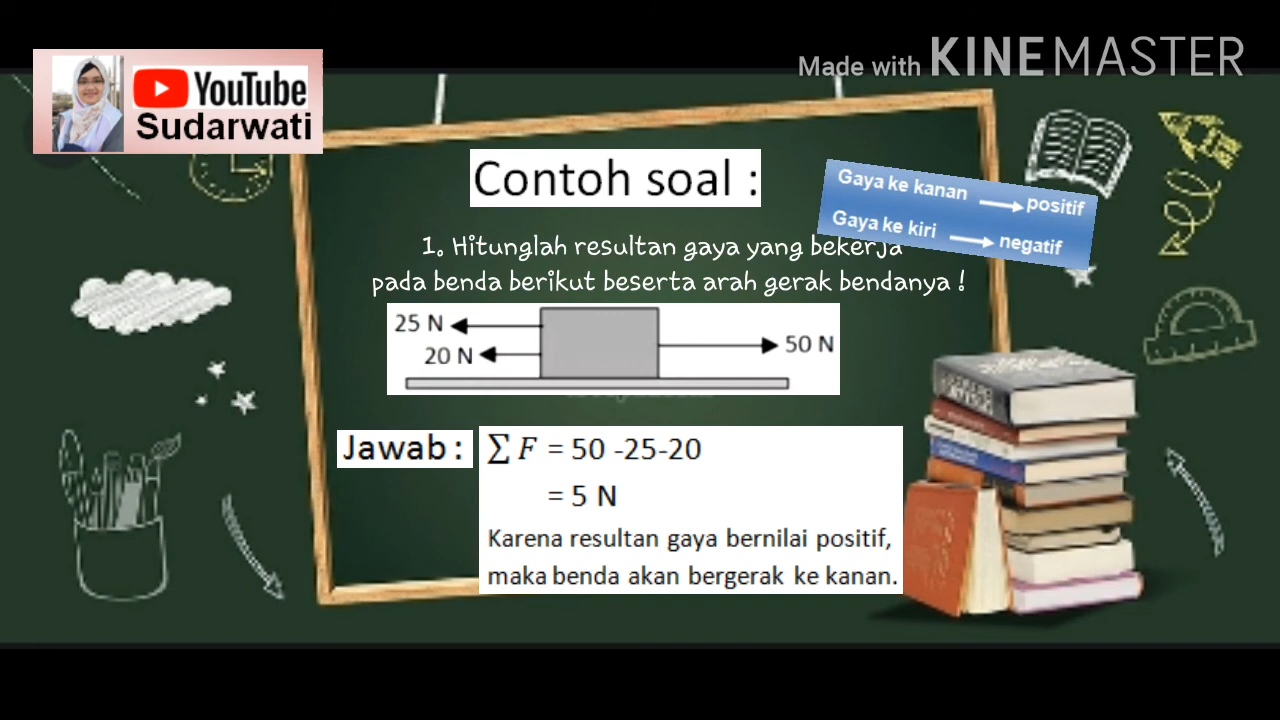 Made with KINEMASTER
YouTube
Sudarwati
Contoh soal :
Gaya ke kanan positif
Gaya ke kiri negatif
1. Hitunglah resultan gaya yang bekerja
pada benda berikut beserta arah gerak bendanya !
25 N
20 N
50 N
Jawab :
∑ F = 50 -25-20
= 5 N
Karena resultan gaya bernilai positif,
maka benda akan bergerak ke kanan.